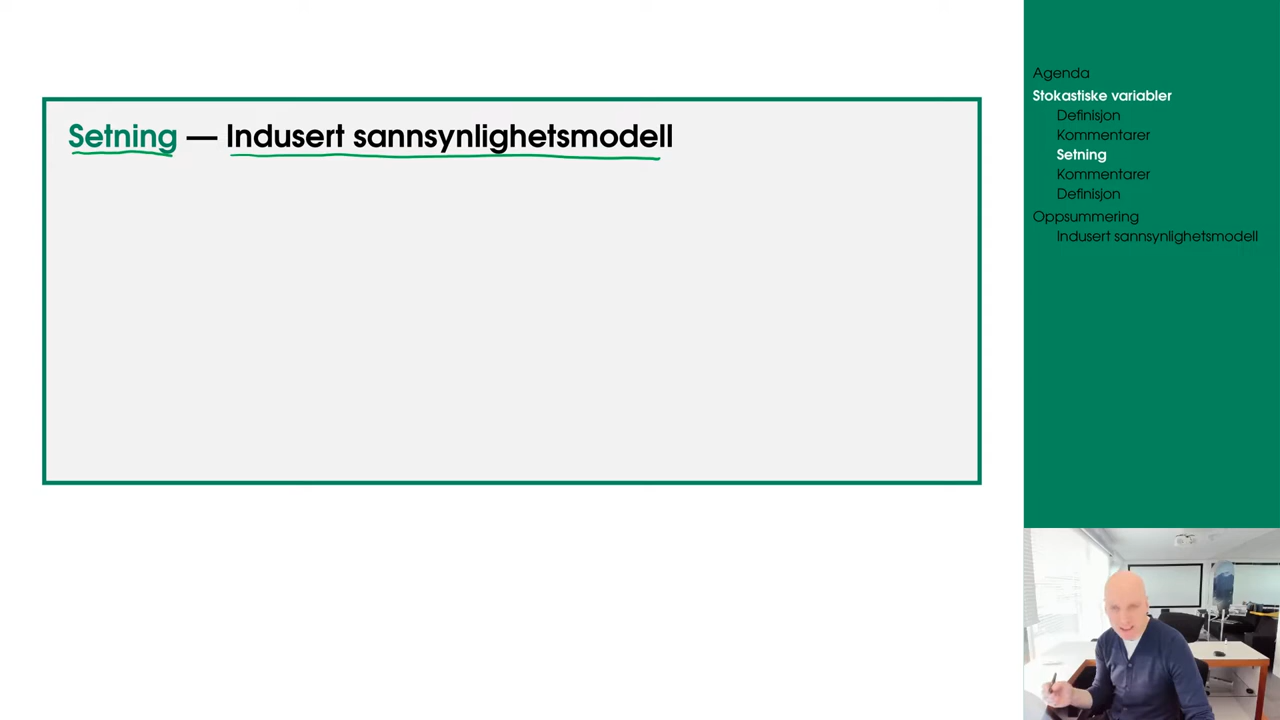 Setning — Indusert sannsynlighetsmodell
Agenda
Stokastiske variabler
Definisjon
Kommentarer
Setning
Kommentarer
Definisjon
Oppsummering
Indusert sannsynlighetsmodell